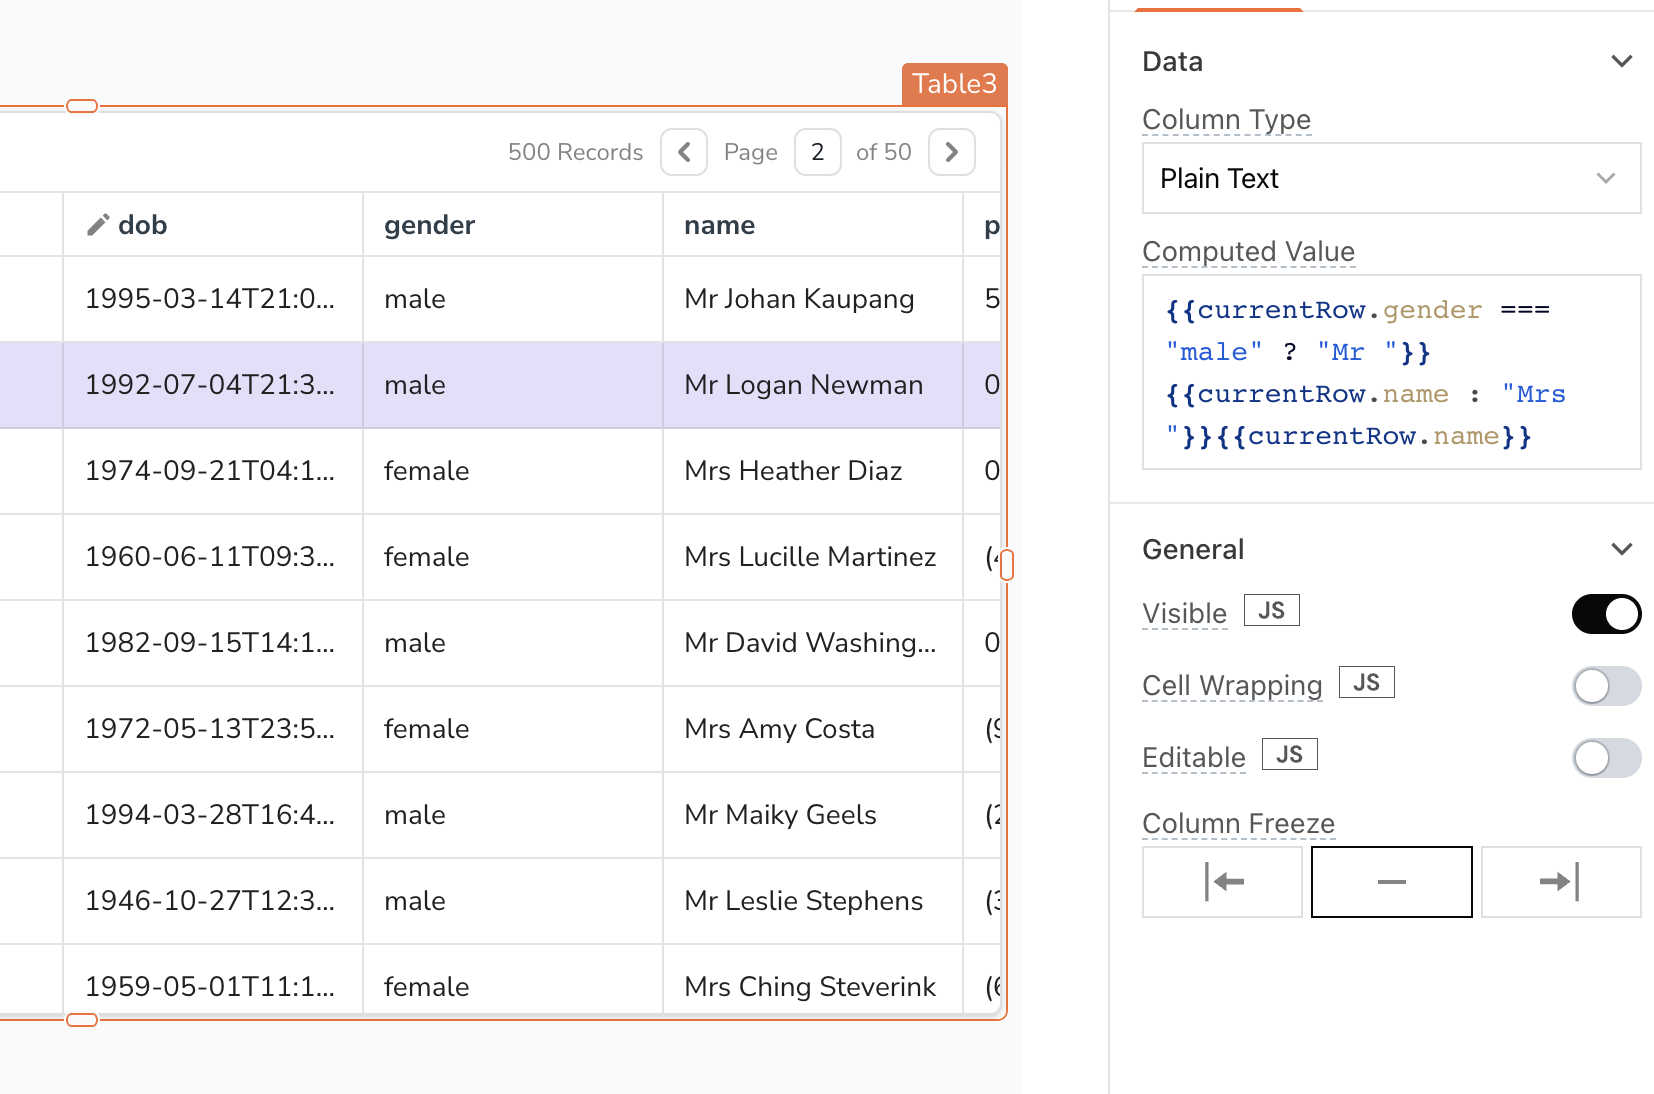 Table3
500 Records Page 2 of 50
dob gender name p
1995-03-14T21:0... male Mr Johan Kaupang 5
1992-07-04T21:3... male Mr Logan Newman 0
1974-09-21T04:1... female Mrs Heather Diaz 0
1960-06-11T09:3... female Mrs Lucille Martinez (4
1982-09-15T14:1... male Mr David Washing... 0
1972-05-13T23:5... female Mrs Amy Costa (9
1994-03-28T16:4... male Mr Maiky Geels (2
1946-10-27T12:3... male Mr Leslie Stephens (3
1959-05-01T11:1... female Mrs Ching Steverink (6
Data
Column Type
Plain Text
Computed Value
{{currentRow.gender ===
"male" ? "Mr "}}
{{currentRow.name : "Mrs
"}}{{currentRow.name}}
General
Visible JS
Cell Wrapping JS
Editable JS
Column Freeze